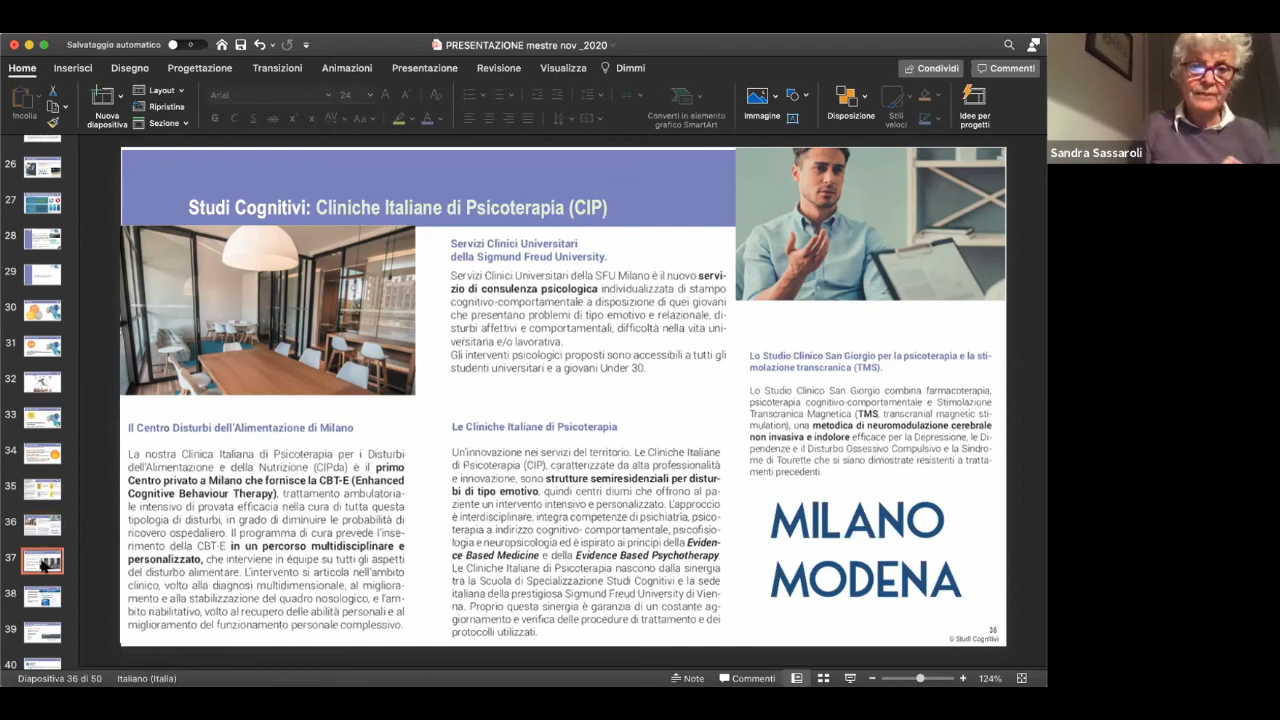 Salvataggio automatico
PRESENTAZIONE mestre nov _2020
Home
Inserisci
Disegno
Progettazione
Transizioni
Animazioni
Presentazione
Revisione
Visualizza
Dimmi
Condividi
Commenti
Incolla
Nuova
diapositiva
Layout
Ripristina
Sezione
Arial
24
Converti in elemento
grafico SmartArt
Immagine
Disposizione
Stili
veloci
Idee per
progetti
Sandra Sassaroli
26
27
28
29
30
31
32
33
34
35
36
37
38
39
40
Studi Cognitivi: Cliniche Italiane di Psicoterapia (CIP)
Il Centro Disturbi dell'Alimentazione di Milano
La nostra Clinica Italiana di Psicoterapia per i Disturbi
dell'Alimentazione e della Nutrizione (CIPda) è il primo
Centro privato a Milano che fornisce la CBT-E (Enhanced
Cognitive Behaviour Therapy), trattamento ambulatoria-
le intensivo di provata efficacia nella cura di tutta questa
tipologia di disturbi, in grado di diminuire le probabilità di
ricovero ospedaliero. Il programma di cura prevede l'inse-
rimento della CBT-E in un percorso multidisciplinare e
personalizzato, che interviene in équipe su tutti gli aspetti
del disturbo alimentare. L'intervento si articola nell'ambito
clinico, volto alla diagnosi multidimensionale, al migliora-
mento e alla stabilizzazione del quadro nosologico, e l'am-
bito riabilitativo, volto al recupero delle abilità personali e al
miglioramento del funzionamento personale complessivo.
Servizi Clinici Universitari
della Sigmund Freud University.
Servizi Clinici Universitari della SFU Milano è il nuovo servi-
zio di consulenza psicologica individualizzata di stampo
cognitivo-comportamentale a disposizione di quei giovani
che presentano problemi di tipo emotivo e relazionale, di-
sturbi affettivi e comportamentali, difficoltà nella vita uni-
versitaria e/o lavorativa.
Gli interventi psicologici proposti sono accessibili a tutti gli
studenti universitari e a giovani Under 30.
Le Cliniche Italiane di Psicoterapia
Un'innovazione nei servizi del territorio. Le Cliniche Italiane
di Psicoterapia (CIP), caratterizzate da alta professionalità
e innovazione, sono strutture semiresidenziali per distur-
bi di tipo emotivo, quindi centri diurni che offrono al pa-
ziente un intervento intensivo e personalizzato. L'approccio
è interdisciplinare, integra competenze di psichiatria, psico-
terapia a indirizzo cognitivo- comportamentale, psicofisio-
logia e neuropsicologia ed è ispirato ai principi della Eviden-
ce Based Medicine e della Evidence Based Psychotherapy.
Le Cliniche Italiane di Psicoterapia nascono dalla sinergia
tra la Scuola di Specializzazione Studi Cognitivi e la sede
italiana della prestigiosa Sigmund Freud University di Vien-
na. Proprio questa sinergia è garanzia di un costante ag-
giornamento e verifica delle procedure di trattamento e dei
protocolli utilizzati.
Lo Studio Clinico San Giorgio per la psicoterapia e la sti-
molazione transcranica (TMS).
Lo Studio Clinico San Giorgio combina farmacoterapia,
psicoterapia cognitivo-comportamentale e Stimolazione
Transcranica Magnetica (TMS, transcranial magnetic sti-
mulation), una metodica di neuromodulazione cerebrale
non invasiva e indolore efficace per la Depressione, le Di-
pendenze e il Disturbo Ossessivo Compulsivo e la Sindro-
me di Tourette che si siano dimostrate resistenti a tratta-
menti precedenti.
MILANO
MODENA
36
© Studi Cognitivi
Diapositiva 36 di 50
Italiano (Italia)
Note
Commenti
124%